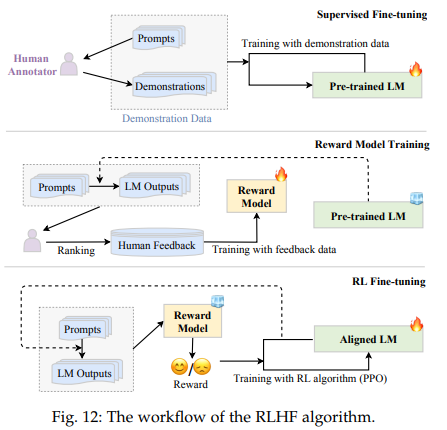 Supervised Fine-tuning
Prompts
Human
Annotator
Training with demonstration data
Demonstrations
Pre-trained LM
Demonstration Data
Reward Model Training
Prompts
LM Outputs
Reward
Model
Pre-trained LM
Ranking
Human Feedback
Training with feedback data
RL Fine-tuning
Prompts
Reward
Model
Aligned LM
LM Outputs
/
Reward
Training with RL algorithm (PPO)
Fig. 12: The workflow of the RLHF algorithm.